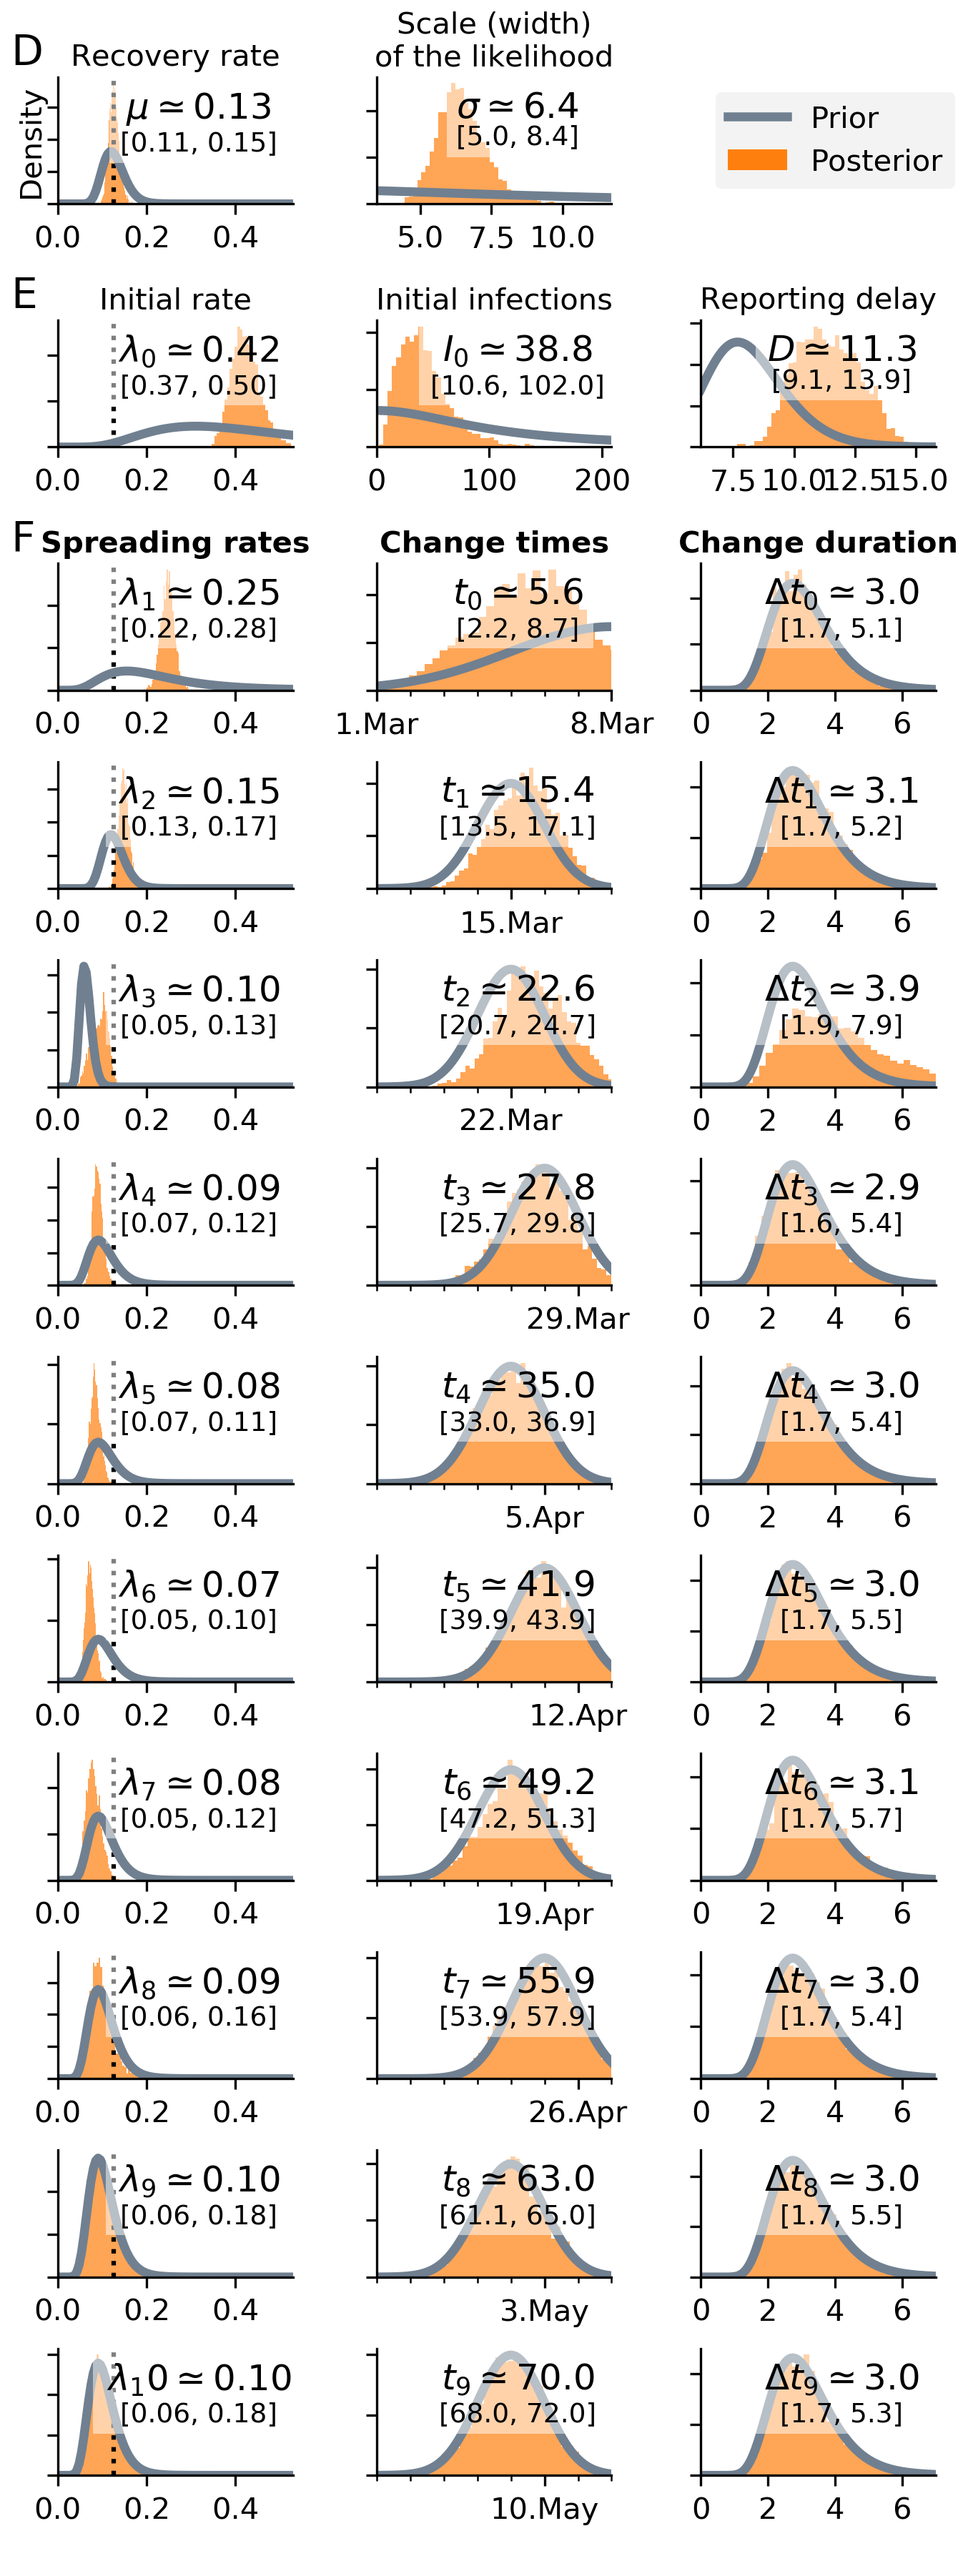 D
Recovery rate
Scale (width)
of the likelihood
Density
μ ≃ 0.13
[0.11, 0.15]
σ ≃ 6.4
[5.0, 8.4]
Prior
Posterior
0.0 0.2 0.4
5.0 7.5 10.0
E
Initial rate
Initial infections
Reporting delay
λ0 ≃ 0.42
[0.37, 0.50]
I0 ≃ 38.8
[10.6, 102.0]
D ≃ 11.3
[9.1, 13.9]
0.0 0.2 0.4
0 100 200
7.5 10.0 12.5 15.0
F
Spreading rates
Change times
Change duration
λ1 ≃ 0.25
[0.22, 0.28]
t0 ≃ 5.6
[2.2, 8.7]
Δt0 ≃ 3.0
[1.7, 5.1]
0.0 0.2 0.4
1.Mar 8.Mar
0 2 4 6
λ2 ≃ 0.15
[0.13, 0.17]
t1 ≃ 15.4
[13.5, 17.1]
Δt1 ≃ 3.1
[1.7, 5.2]
0.0 0.2 0.4
15.Mar
0 2 4 6
λ3 ≃ 0.10
[0.05, 0.13]
t2 ≃ 22.6
[20.7, 24.7]
Δt2 ≃ 3.9
[1.9, 7.9]
0.0 0.2 0.4
22.Mar
0 2 4 6
λ4 ≃ 0.09
[0.07, 0.12]
t3 ≃ 27.8
[25.7, 29.8]
Δt3 ≃ 2.9
[1.6, 5.4]
0.0 0.2 0.4
29.Mar
0 2 4 6
λ5 ≃ 0.08
[0.07, 0.11]
t4 ≃ 35.0
[33.0, 36.9]
Δt4 ≃ 3.0
[1.7, 5.4]
0.0 0.2 0.4
5.Apr
0 2 4 6
λ6 ≃ 0.07
[0.05, 0.10]
t5 ≃ 41.9
[39.9, 43.9]
Δt5 ≃ 3.0
[1.7, 5.5]
0.0 0.2 0.4
12.Apr
0 2 4 6
λ7 ≃ 0.08
[0.05, 0.12]
t6 ≃ 49.2
[47.2, 51.3]
Δt6 ≃ 3.1
[1.7, 5.7]
0.0 0.2 0.4
19.Apr
0 2 4 6
λ8 ≃ 0.09
[0.06, 0.16]
t7 ≃ 55.9
[53.9, 57.9]
Δt7 ≃ 3.0
[1.7, 5.4]
0.0 0.2 0.4
26.Apr
0 2 4 6
λ9 ≃ 0.10
[0.06, 0.18]
t8 ≃ 63.0
[61.1, 65.0]
Δt8 ≃ 3.0
[1.7, 5.5]
0.0 0.2 0.4
3.May
0 2 4 6
λ10 ≃ 0.10
[0.06, 0.18]
t9 ≃ 70.0
[68.0, 72.0]
Δt9 ≃ 3.0
[1.7, 5.3]
0.0 0.2 0.4
10.May
0 2 4 6